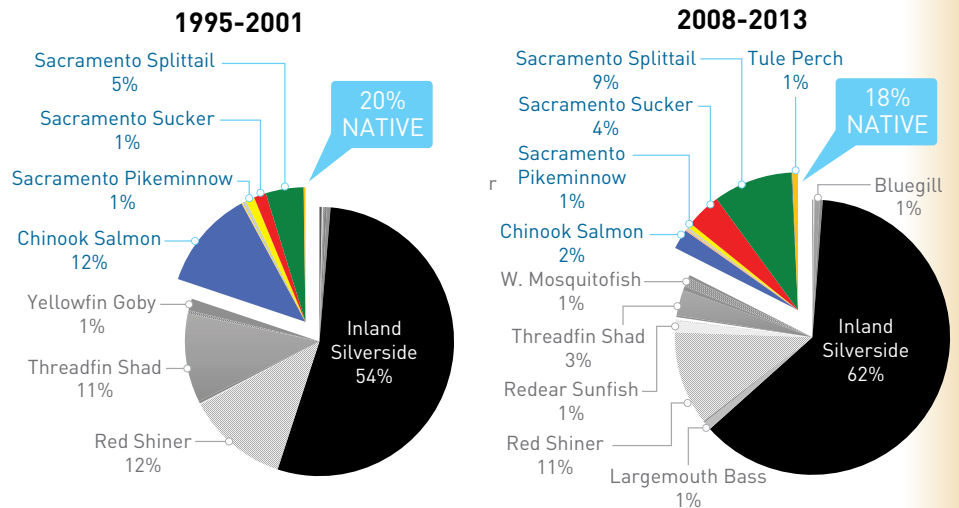 1995-2001
Sacramento Splittail
5%
20%
NATIVE
Sacramento Sucker
1%
Sacramento Pikeminnow
1%
Chinook Salmon
12%
Yellowfin Goby
1%
Threadfin Shad
11%
Red Shiner
12%
Inland
Silverside
54%
2008-2013
Sacramento Splittail
9%
Tule Perch
1%
18%
NATIVE
Sacramento Sucker
4%
Sacramento
Pikeminnow
1%
r
Bluegill
1%
Chinook Salmon
2%
W. Mosquitofish
1%
Threadfin Shad
3%
Redear Sunfish
1%
Red Shiner
11%
Largemouth Bass
1%
Inland
Silverside
62%